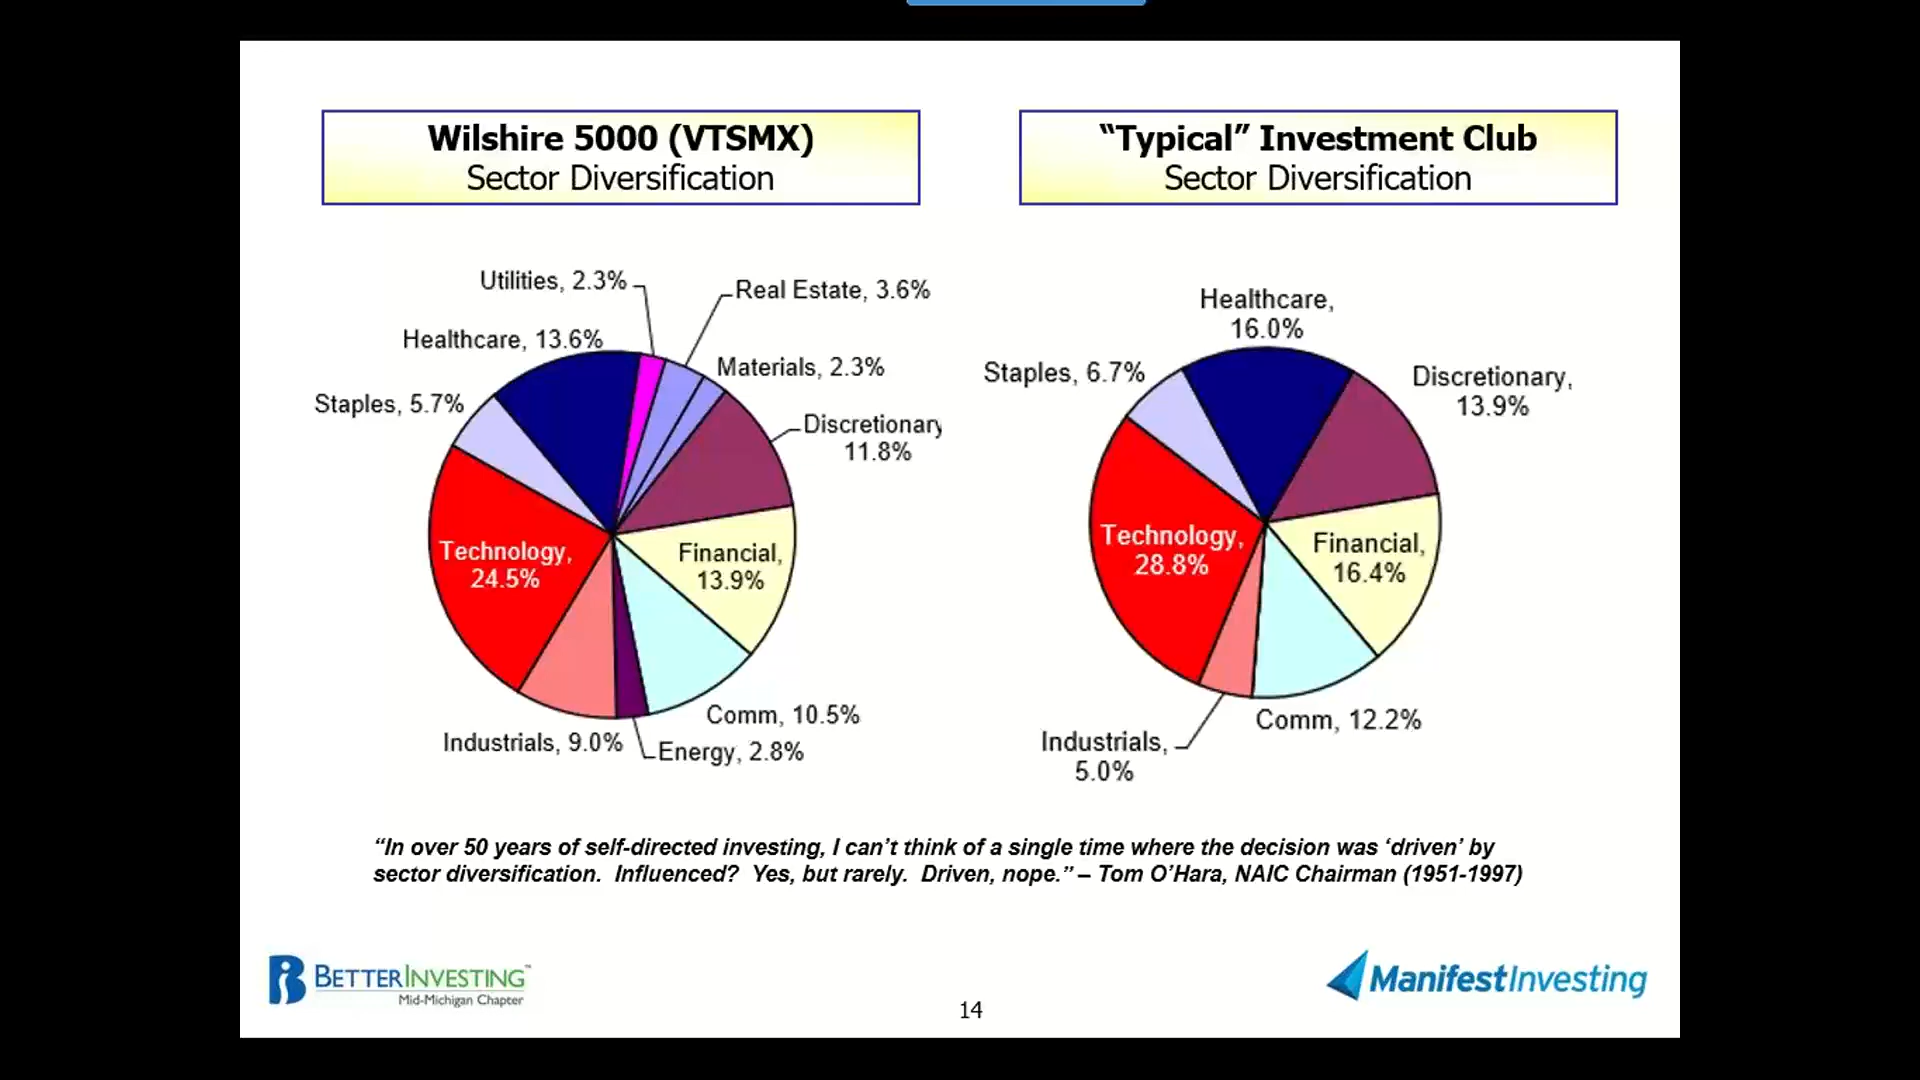 Wilshire 5000 (VTSMX)
Sector Diversification
“Typical” Investment Club
Sector Diversification
Utilities, 2.3%
Real Estate, 3.6%
Healthcare, 13.6%
Materials, 2.3%
Staples, 5.7%
Discretionary
11.8%
Technology,
24.5%
Financial,
13.9%
Comm, 10.5%
Industrials, 9.0%
Energy, 2.8%
Healthcare,
16.0%
Staples, 6.7%
Discretionary,
13.9%
Technology,
28.8%
Financial,
16.4%
Comm, 12.2%
Industrials,
5.0%
“In over 50 years of self-directed investing, I can’t think of a single time where the decision was ‘driven’ by
sector diversification.  Influenced?  Yes, but rarely.  Driven, nope.” – Tom O’Hara, NAIC Chairman (1951-1997)
BETTERINVESTING™
Mid-Michigan Chapter
14
ManifestInvesting